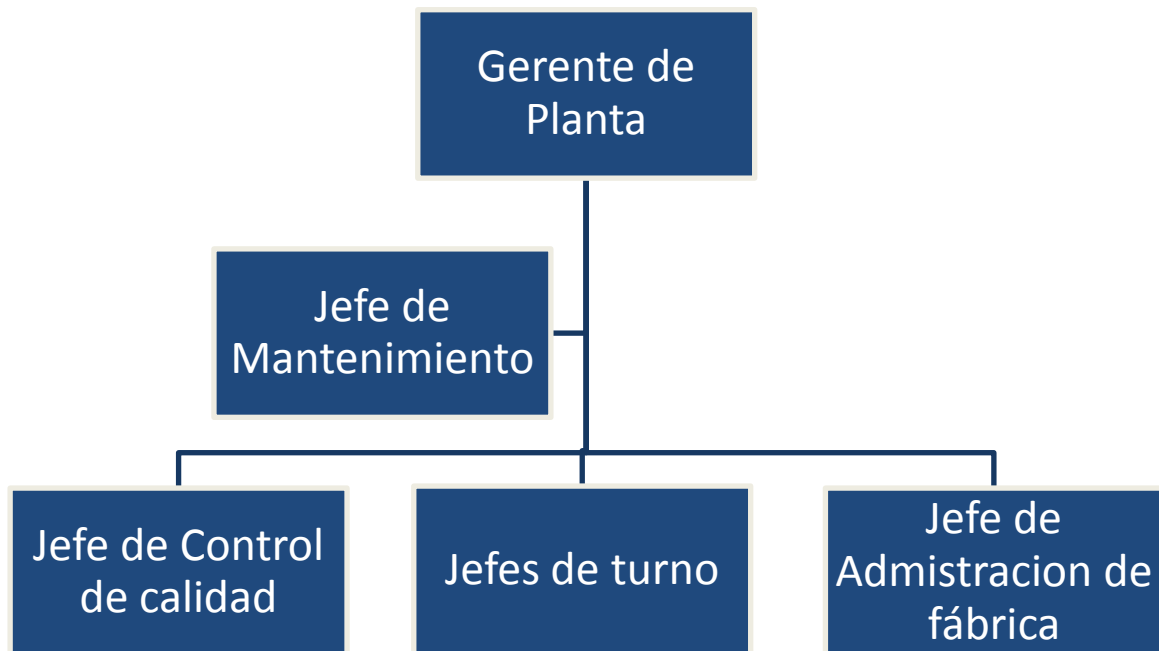 Gerente de
Planta
Jefe de
Mantenimiento
Jefe de Control
de calidad
Jefes de turno
Jefe de
Admistracion de
fábrica